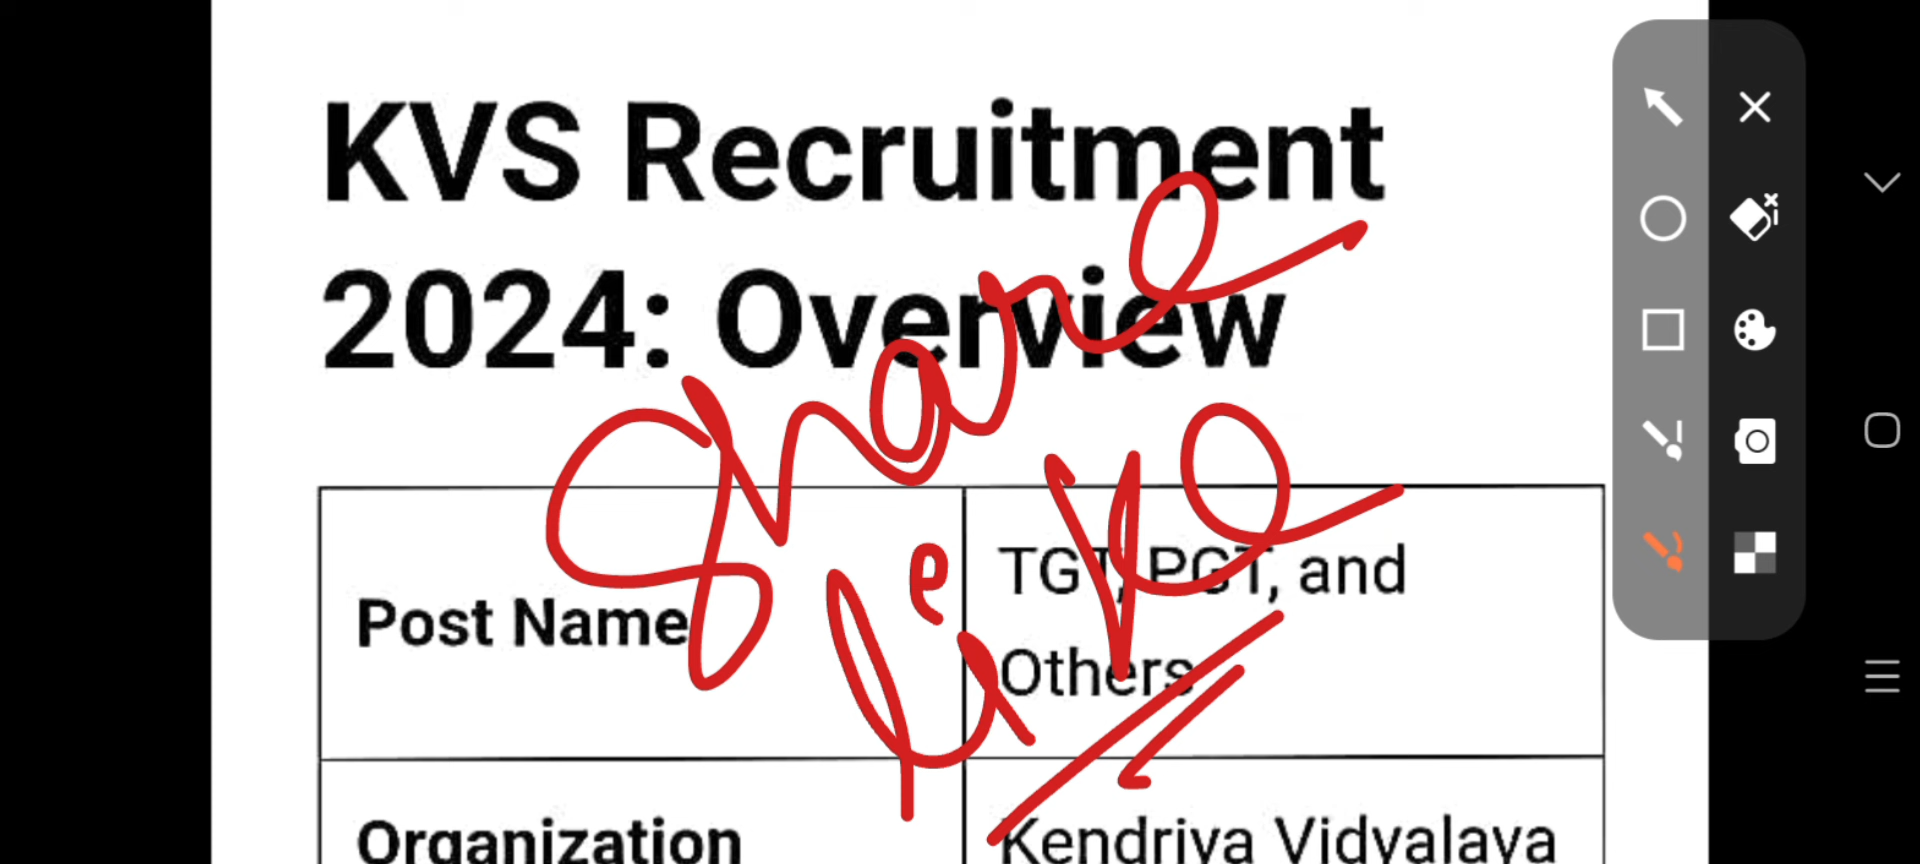 KVS Recruitment
2024: Overview
Share
Like
Post Name
TGT, PGT, and
Others
Organization
Kendriya Vidyalaya